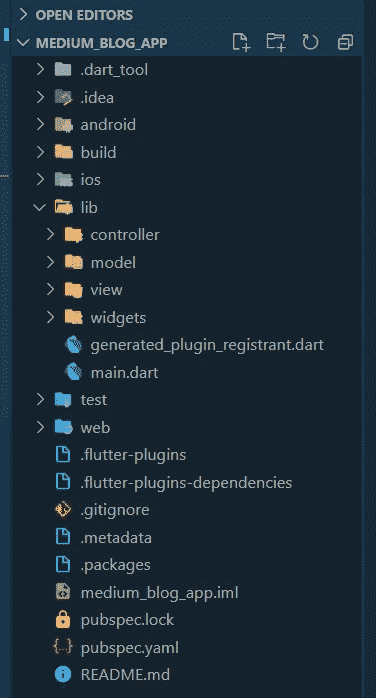 OPEN EDITORS
MEDIUM_BLOG_APP
.dart_tool
.idea
android
build
ios
lib
controller
model
view
widgets
generated_plugin_registrant.dart
main.dart
test
web
.flutter-plugins
.flutter-plugins-dependencies
.gitignore
.metadata
.packages
medium_blog_app.iml
pubspec.lock
pubspec.yaml
README.md